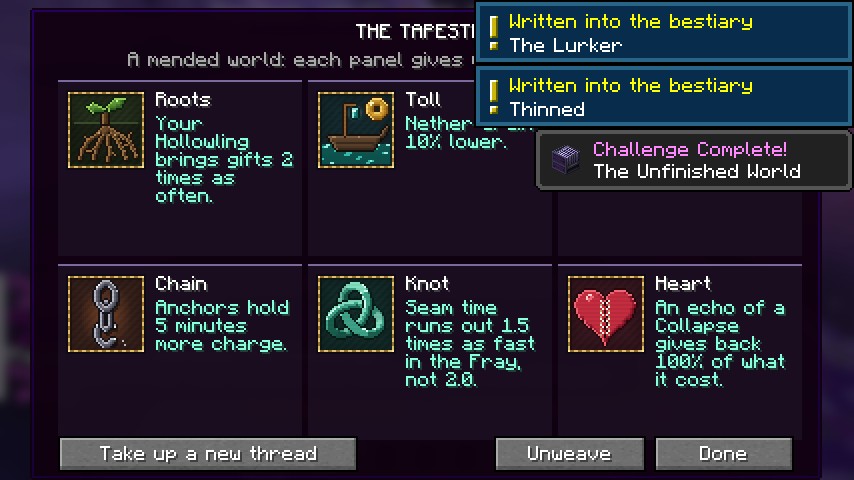 THE TAPEST
Written into the bestiary
The Lurker
A mended world: each panel gives
Written into the bestiary
Thinned
Roots
Your
Hollowling
brings gifts 2
times as
often.
Toll
Nether
10% lower.
Challenge Complete!
The Unfinished World
Chain
Anchors hold
5 minutes
more charge.
Knot
Seam time
runs out 1.5
times as fast
in the Fray,
not 2.0.
Heart
An echo of a
Collapse
gives back
100% of what
it cost.
Take up a new thread
Unweave
Done